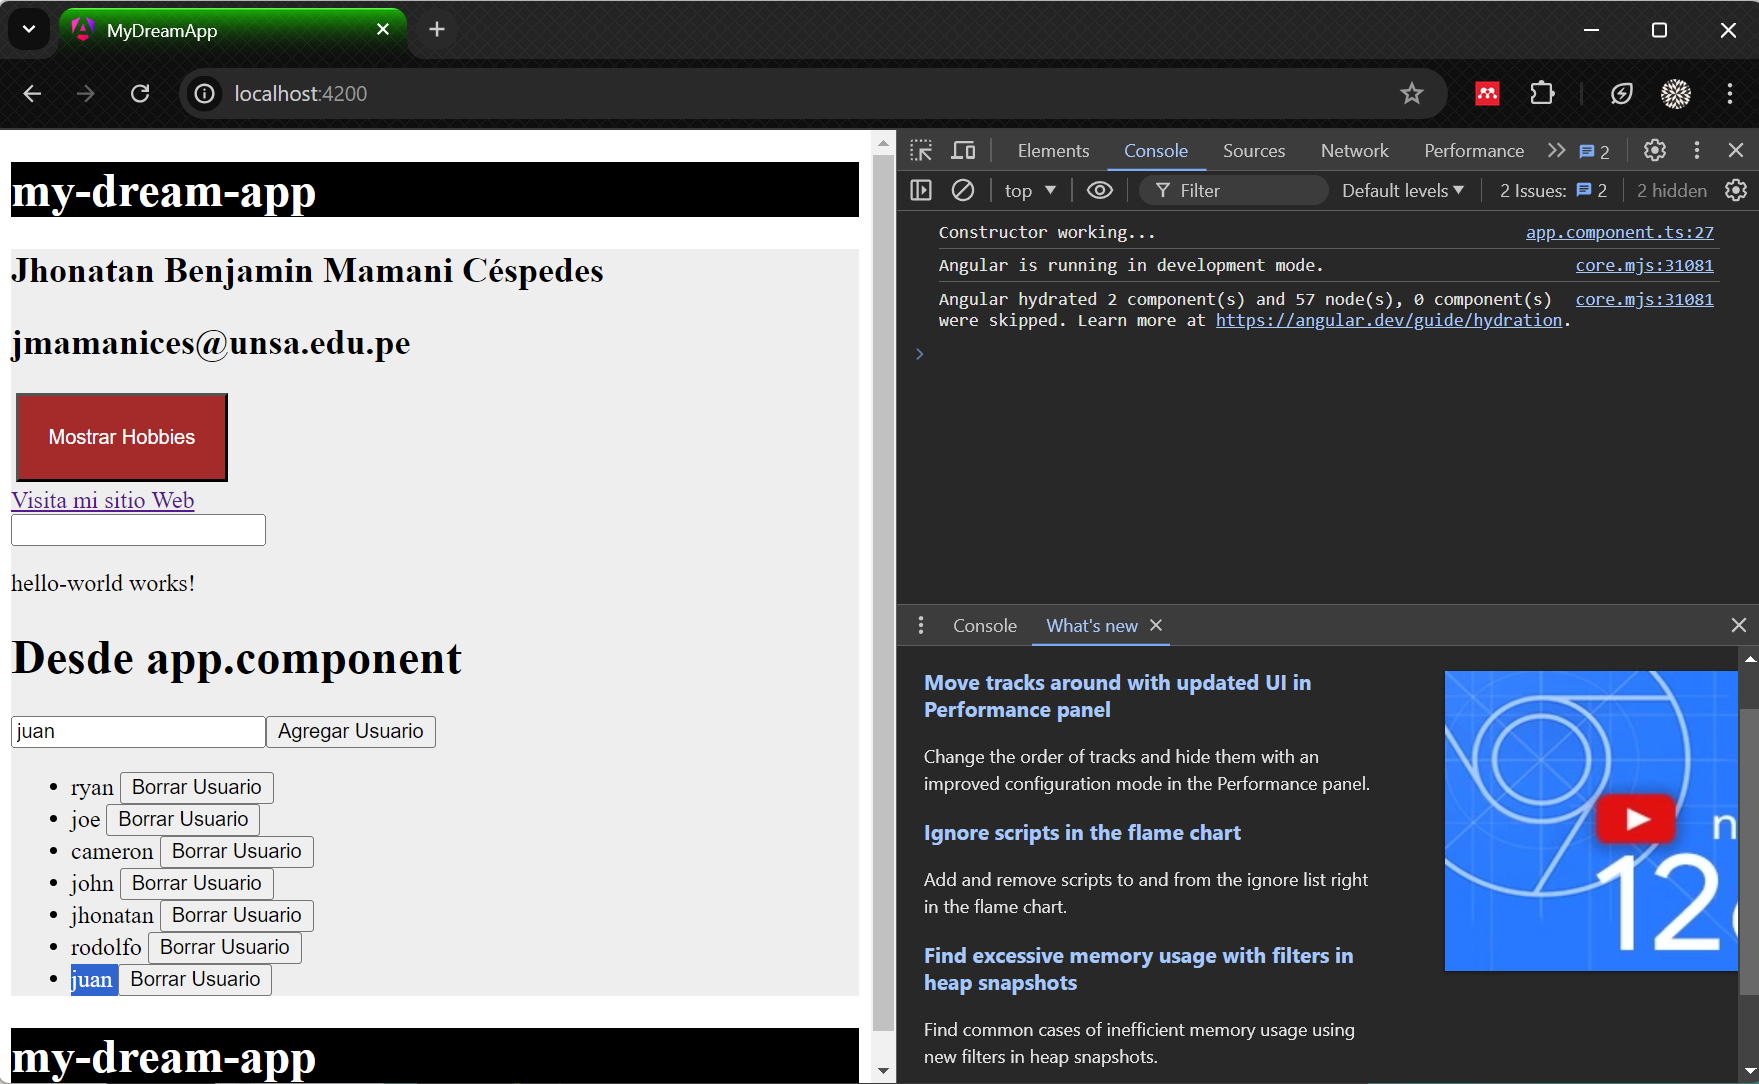 MyDreamApp
localhost:4200
my-dream-app
Jhonatan Benjamin Mamani Céspedes
jmamanices@unsa.edu.pe
Mostrar Hobbies
Visita mi sitio Web
hello-world works!
Desde app.component
juan Agregar Usuario
ryan Borrar Usuario
joe Borrar Usuario
cameron Borrar Usuario
john Borrar Usuario
jhonatan Borrar Usuario
rodolfo Borrar Usuario
juan Borrar Usuario
my-dream-app
Elements Console Sources Network Performance 2
top Filter Default levels 2 Issues: 2 2 hidden
Constructor working... app.component.ts:27
Angular is running in development mode. core.mjs:31081
Angular hydrated 2 component(s) and 57 node(s), 0 component(s) core.mjs:31081
were skipped. Learn more at https://angular.dev/guide/hydration.
Console What's new
Move tracks around with updated UI in
Performance panel
Change the order of tracks and hide them with an
improved configuration mode in the Performance panel.
Ignore scripts in the flame chart
Add and remove scripts to and from the ignore list right
in the flame chart.
Find excessive memory usage with filters in
heap snapshots
Find common cases of inefficient memory usage using
new filters in heap snapshots.